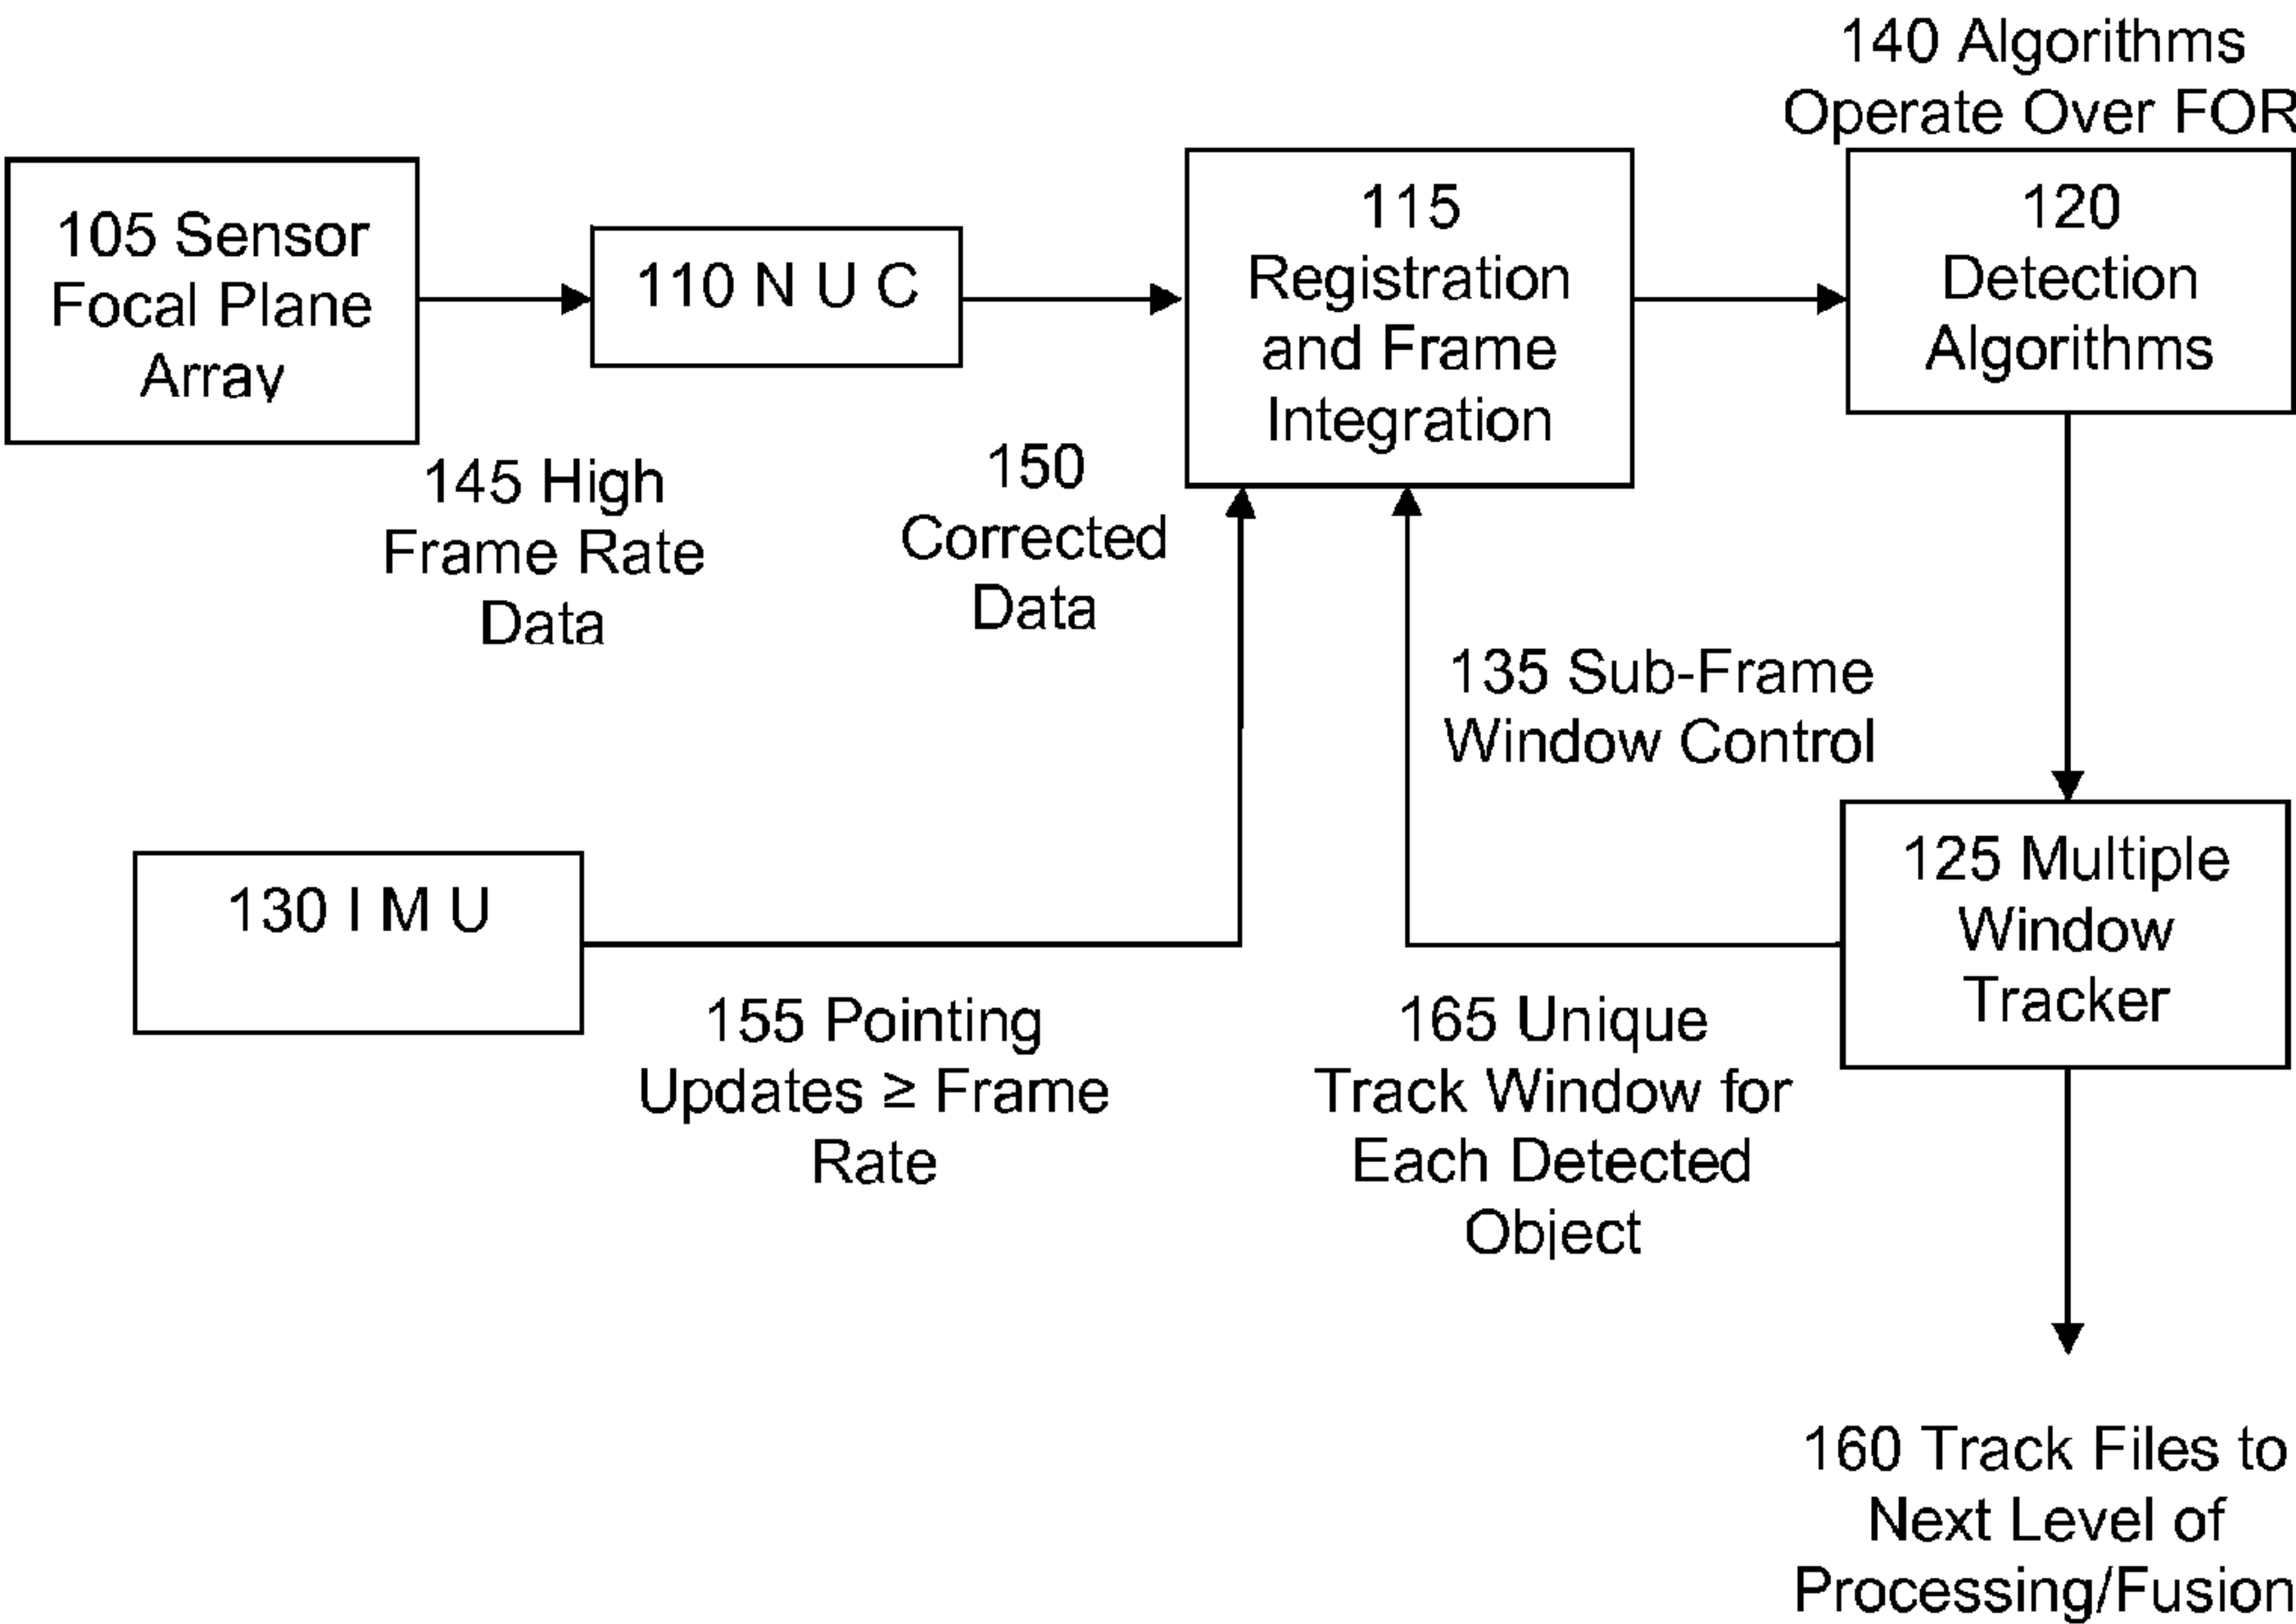 140 Algorithms
Operate Over FOR
105 Sensor
Focal Plane
Array
110 N U C
115
Registration
and Frame
Integration
120
Detection
Algorithms
145 High
Frame Rate
Data
150
Corrected
Data
135 Sub-Frame
Window Control
130 I M U
125 Multiple
Window
Tracker
155 Pointing
Updates ≥ Frame
Rate
165 Unique
Track Window for
Each Detected
Object
160 Track Files to
Next Level of
Processing/Fusion